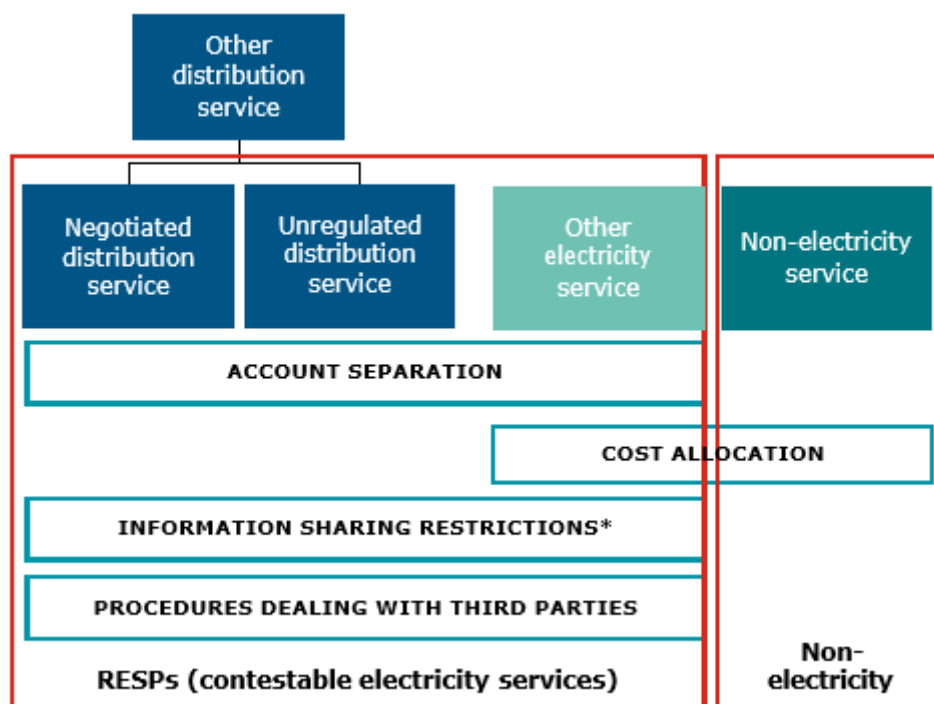 Other
distribution
service
Negotiated
distribution
service
Unregulated
distribution
service
Other
electricity
service
Non-electricity
service
ACCOUNT SEPARATION
COST ALLOCATION
INFORMATION SHARING RESTRICTIONS*
PROCEDURES DEALING WITH THIRD PARTIES
RESPs (contestable electricity services)
Non-
electricity